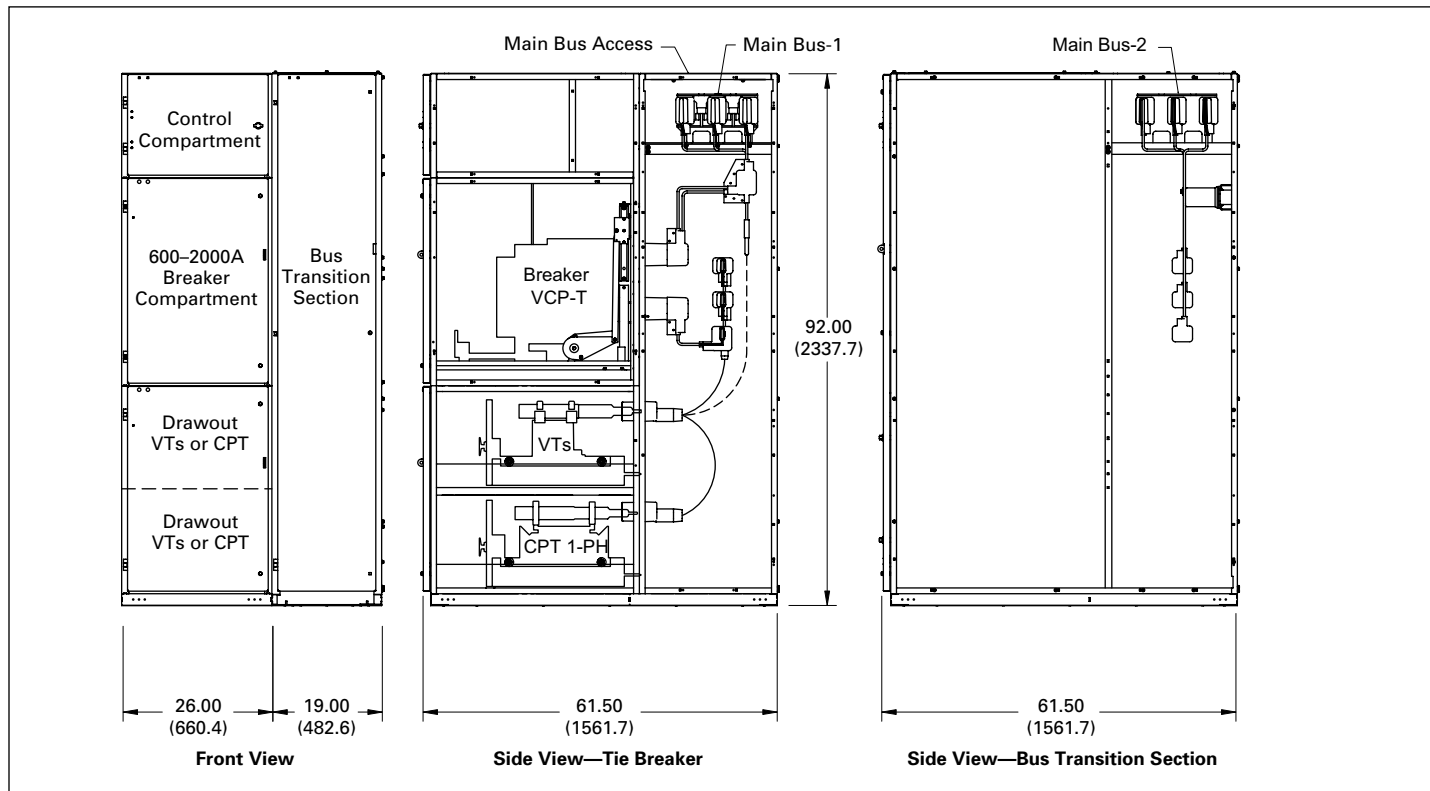 Main Bus Access
Main Bus-1
Main Bus-2
Control
Compartment
600–2000A
Breaker
Compartment
Bus
Transition
Section
Drawout
VTs or CPT
Drawout
VTs or CPT
Breaker
VCP-T
VTs
CPT 1-PH
92.00
(2337.7)
26.00
(660.4)
19.00
(482.6)
Front View
61.50
(1561.7)
Side View—Tie Breaker
61.50
(1561.7)
Side View—Bus Transition Section